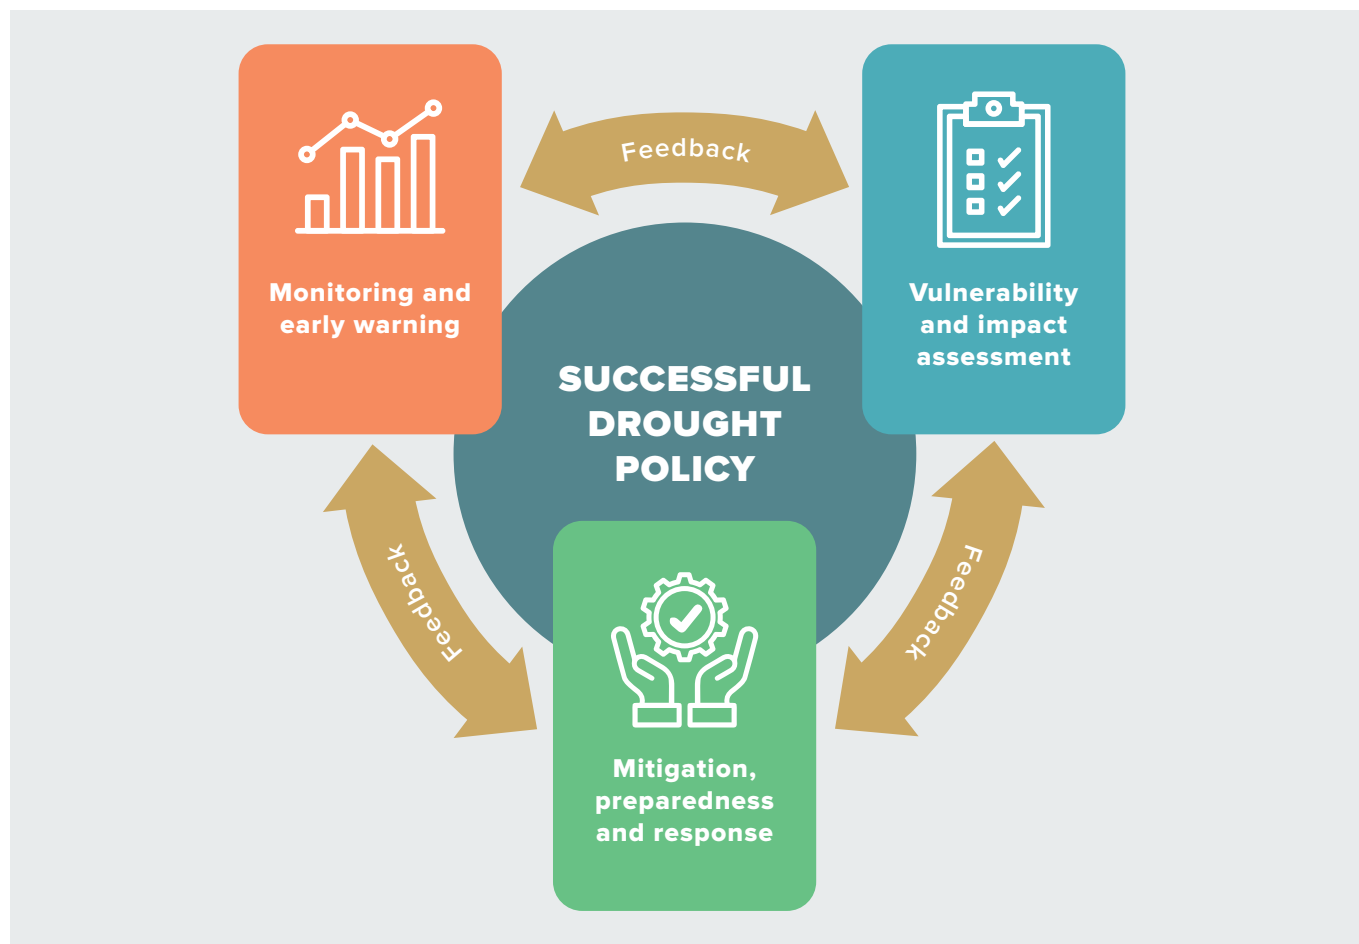 Feedback
Monitoring and
early warning
Vulnerability
and impact
assessment
SUCCESSFUL
DROUGHT
POLICY
Feedback
Feedback
Mitigation,
preparedness
and response